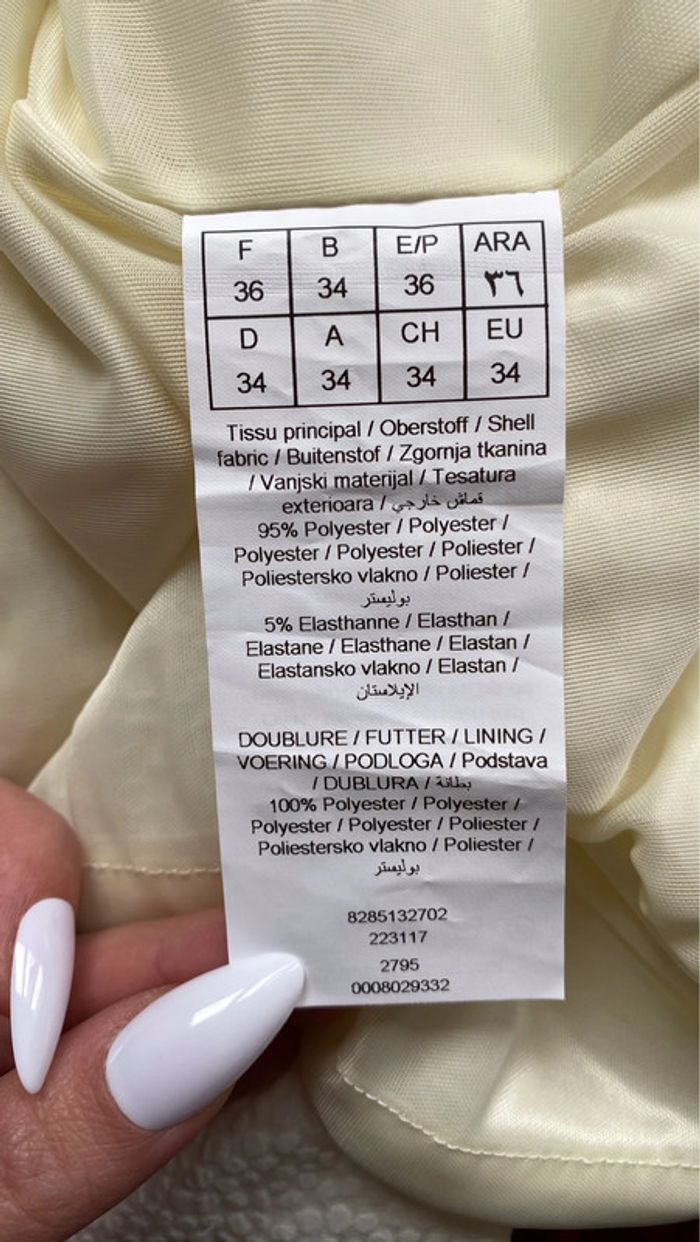 F B E/P ARA
36 34 36 ٣٦
D A CH EU
34 34 34 34
Tissu principal / Oberstoff / Shell
fabric / Buitenstof / Zgornja tkanina
/ Vanjski materijal / Tesatura
exterioara / قماش خارجي
95% Polyester / Polyester /
Polyester / Polyester / Poliester /
Poliestersko vlakno / Poliester /
بوليستر
5% Elasthanne / Elasthan /
Elastane / Elasthane / Elastan /
Elastansko vlakno / Elastan /
الإيلاستان
DOUBLURE / FUTTER / LINING /
VOERING / PODLOGA / Podstava
/ DUBLURA / بطانة
100% Polyester / Polyester /
Polyester / Polyester / Poliester /
Poliestersko vlakno / Poliester /
بوليستر
8285132702
223117
2795
0008029332